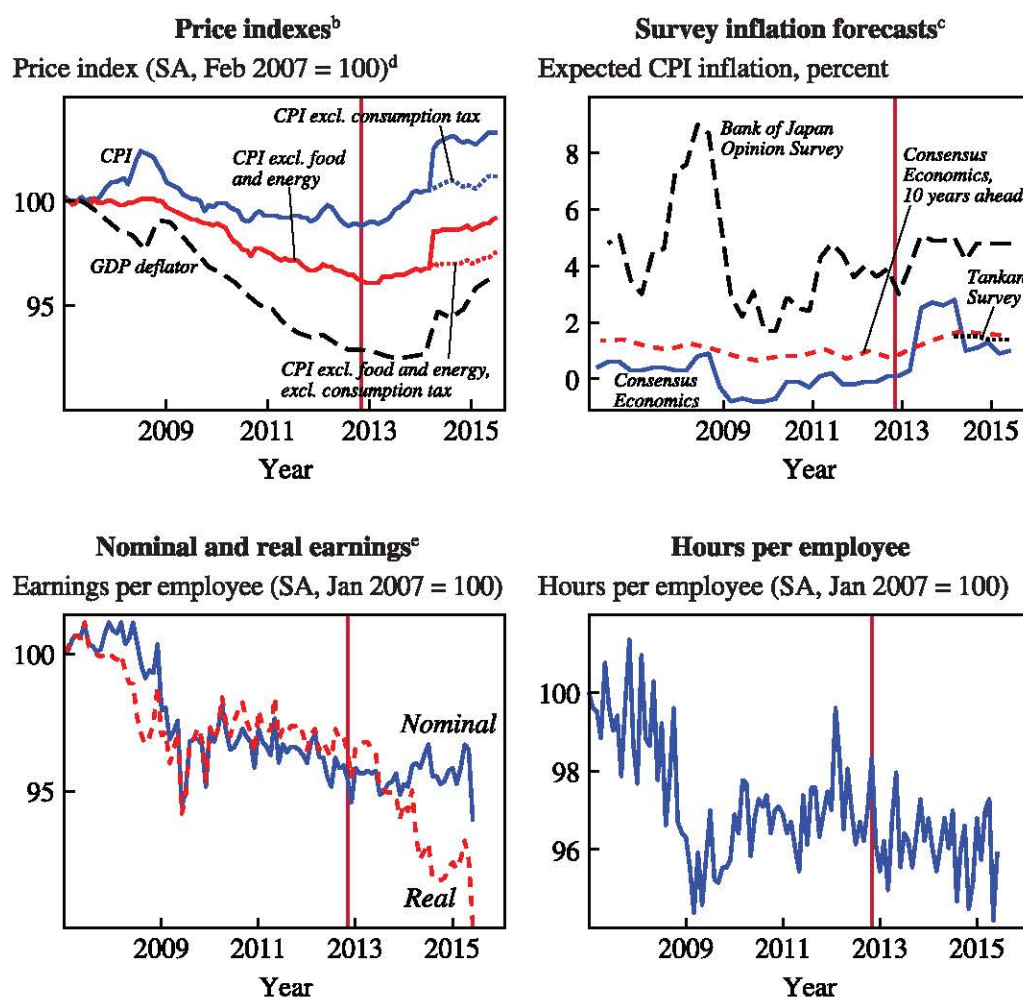 Price indexesᵇ
Price index (SA, Feb 2007 = 100)ᵈ
CPI excl. consumption tax
CPI
CPI excl. food
and energy
100
GDP deflator
95
CPI excl. food and energy,
excl. consumption tax
2009 2011 2013 2015
Year
Survey inflation forecastsᶜ
Expected CPI inflation, percent
8
Bank of Japan
Opinion Survey
Consensus
Economics,
10 years ahead
6
4
Tankan
Survey
2
0
Consensus
Economics
2009 2011 2013 2015
Year
Nominal and real earningsᵉ
Earnings per employee (SA, Jan 2007 = 100)
100
Nominal
95
Real
2009 2011 2013 2015
Year
Hours per employee
Hours per employee (SA, Jan 2007 = 100)
100
98
96
2009 2011 2013 2015
Year